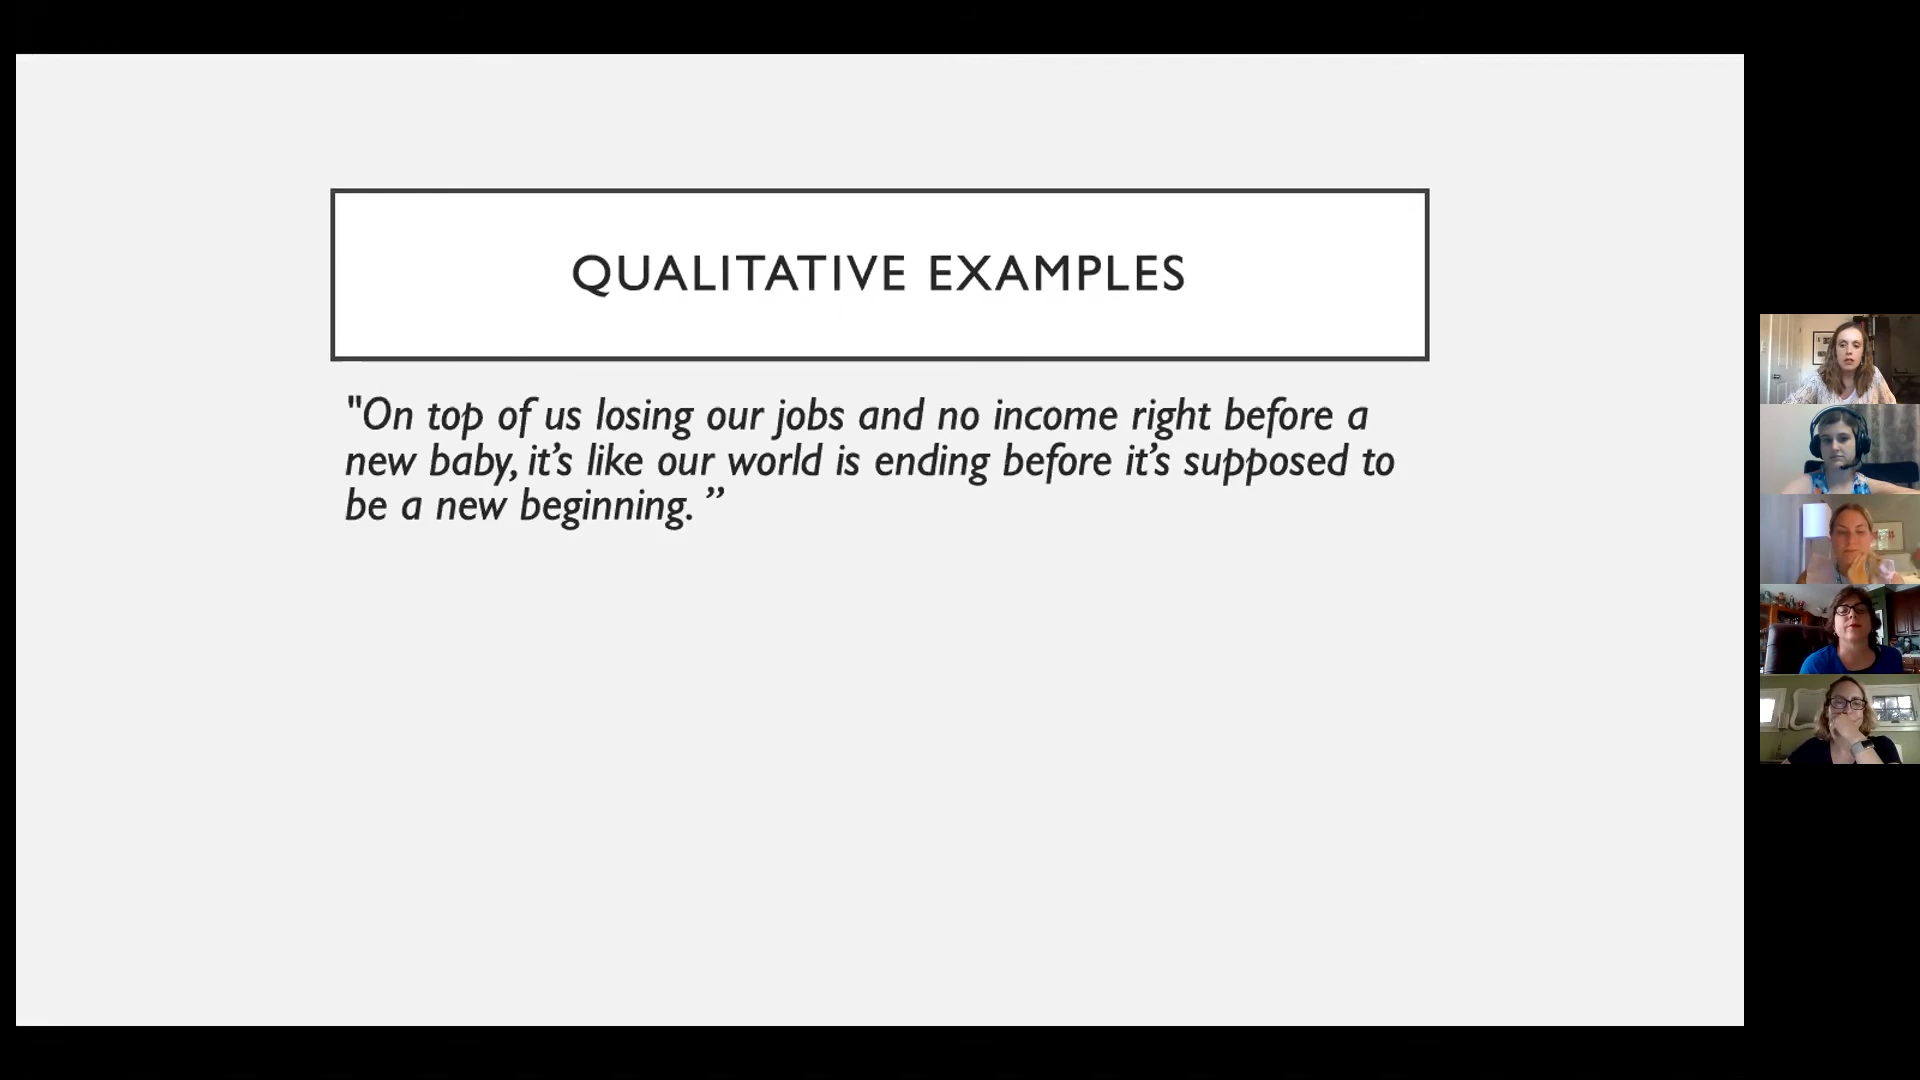 QUALITATIVE EXAMPLES
"On top of us losing our jobs and no income right before a
new baby, it’s like our world is ending before it’s supposed to
be a new beginning. ”